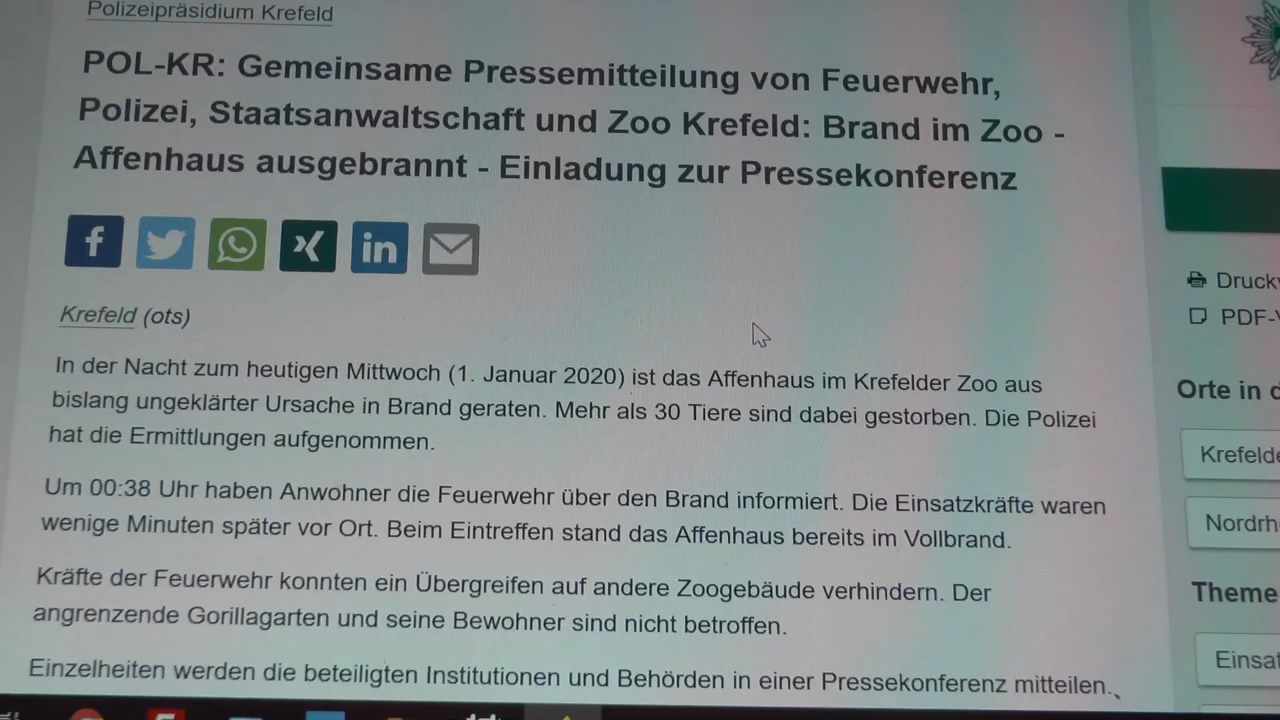 Polizeipräsidium Krefeld
POL-KR: Gemeinsame Pressemitteilung von Feuerwehr,
Polizei, Staatsanwaltschaft und Zoo Krefeld: Brand im Zoo -
Affenhaus ausgebrannt - Einladung zur Pressekonferenz
Krefeld (ots)
In der Nacht zum heutigen Mittwoch (1. Januar 2020) ist das Affenhaus im Krefelder Zoo aus
bislang ungeklärter Ursache in Brand geraten. Mehr als 30 Tiere sind dabei gestorben. Die Polizei
hat die Ermittlungen aufgenommen.
Um 00:38 Uhr haben Anwohner die Feuerwehr über den Brand informiert. Die Einsatzkräfte waren
wenige Minuten später vor Ort. Beim Eintreffen stand das Affenhaus bereits im Vollbrand.
Kräfte der Feuerwehr konnten ein Übergreifen auf andere Zoogebäude verhindern. Der
angrenzende Gorillagarten und seine Bewohner sind nicht betroffen.
Einzelheiten werden die beteiligten Institutionen und Behörden in einer Pressekonferenz mitteilen.
Druck
PDF-
Orte in d
Krefeld
Nordrh
Theme
Einsa